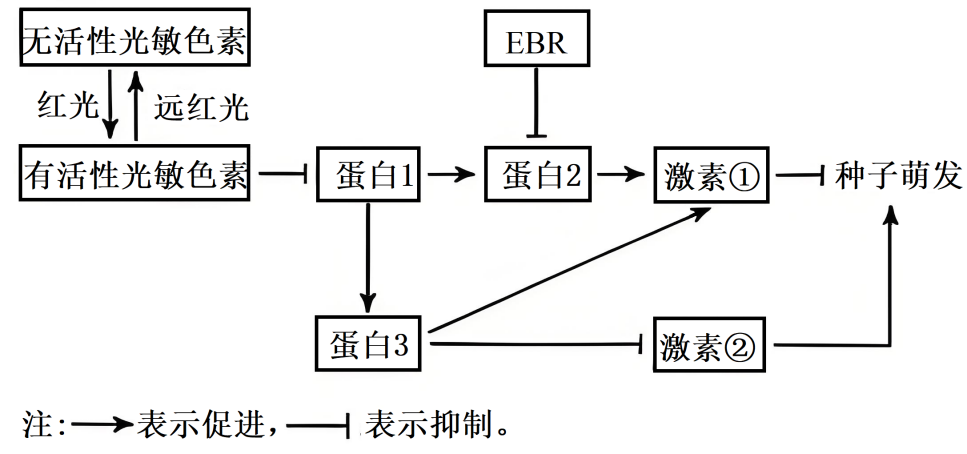 无活性光敏色素
EBR
红光
远红光
有活性光敏色素
蛋白1
蛋白2
激素①
种子萌发
蛋白3
激素②
注:→表示促进，⊣表示抑制。